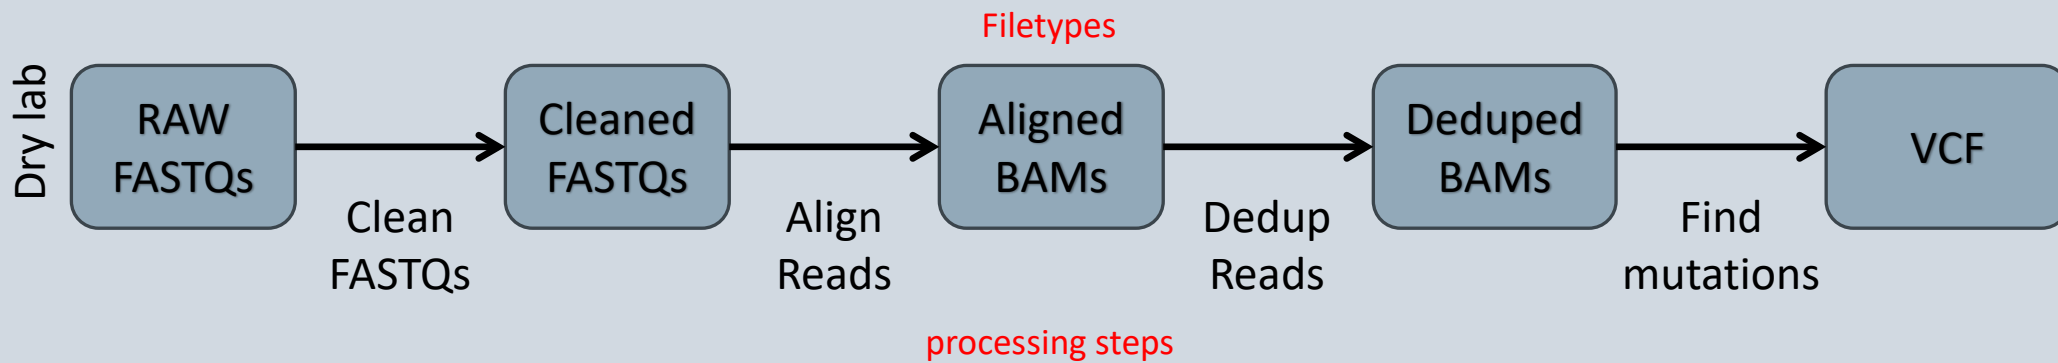 Filetypes
Dry lab
RAW
FASTQs
Cleaned
FASTQs
Aligned
BAMs
Deduped
BAMs
VCF
Clean
FASTQs
Align
Reads
Dedup
Reads
Find
mutations
processing steps